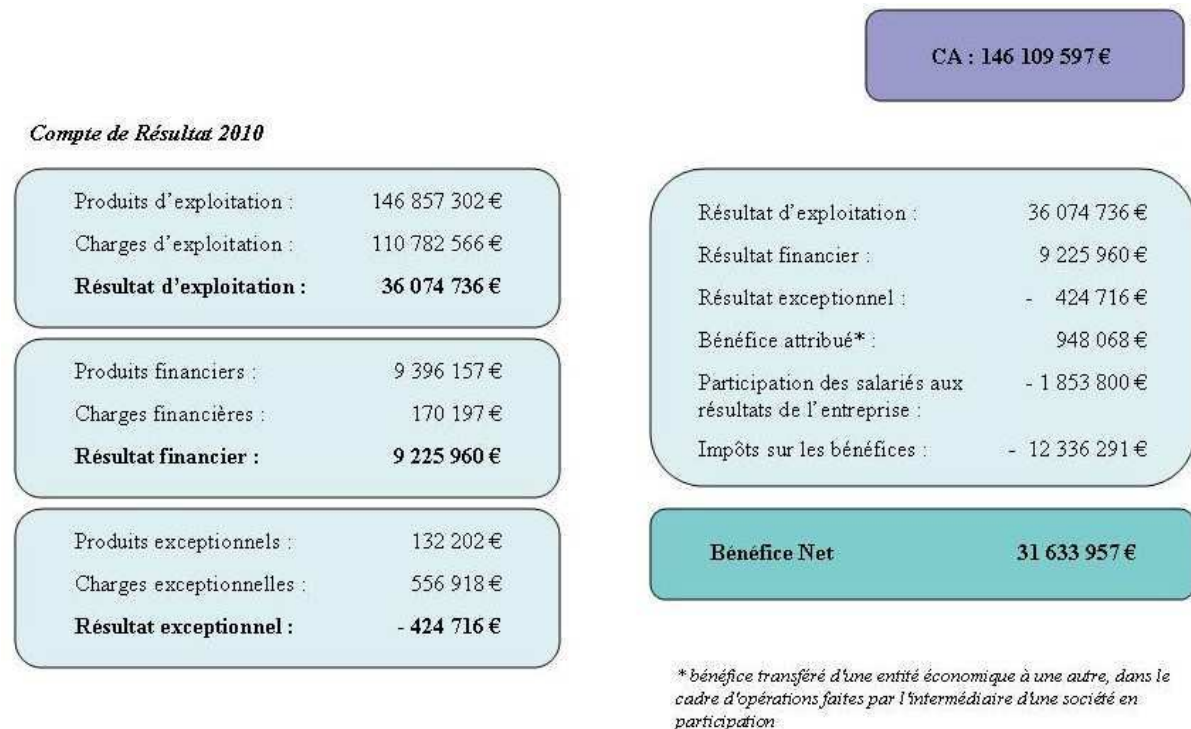 CA : 146 109 597 €
Compte de Résultat 2010
Produits d'exploitation : 146 857 302 €
Charges d'exploitation : 110 782 566 €
Résultat d'exploitation : 36 074 736 €
Produits financiers : 9 396 157 €
Charges financières : 170 197 €
Résultat financier : 9 225 960 €
Produits exceptionnels : 132 202 €
Charges exceptionnelles : 556 918 €
Résultat exceptionnel : - 424 716 €
Résultat d'exploitation : 36 074 736 €
Résultat financier : 9 225 960 €
Résultat exceptionnel : - 424 716 €
Bénéfice attribué* : 948 068 €
Participation des salariés aux - 1 853 800 €
résultats de l'entreprise :
Impôts sur les bénéfices : - 12 336 291 €
Bénéfice Net 31 633 957 €
* bénéfice transféré d'une entité économique à une autre, dans le
cadre d'opérations faites par l'intermédiaire d'une société en
participation